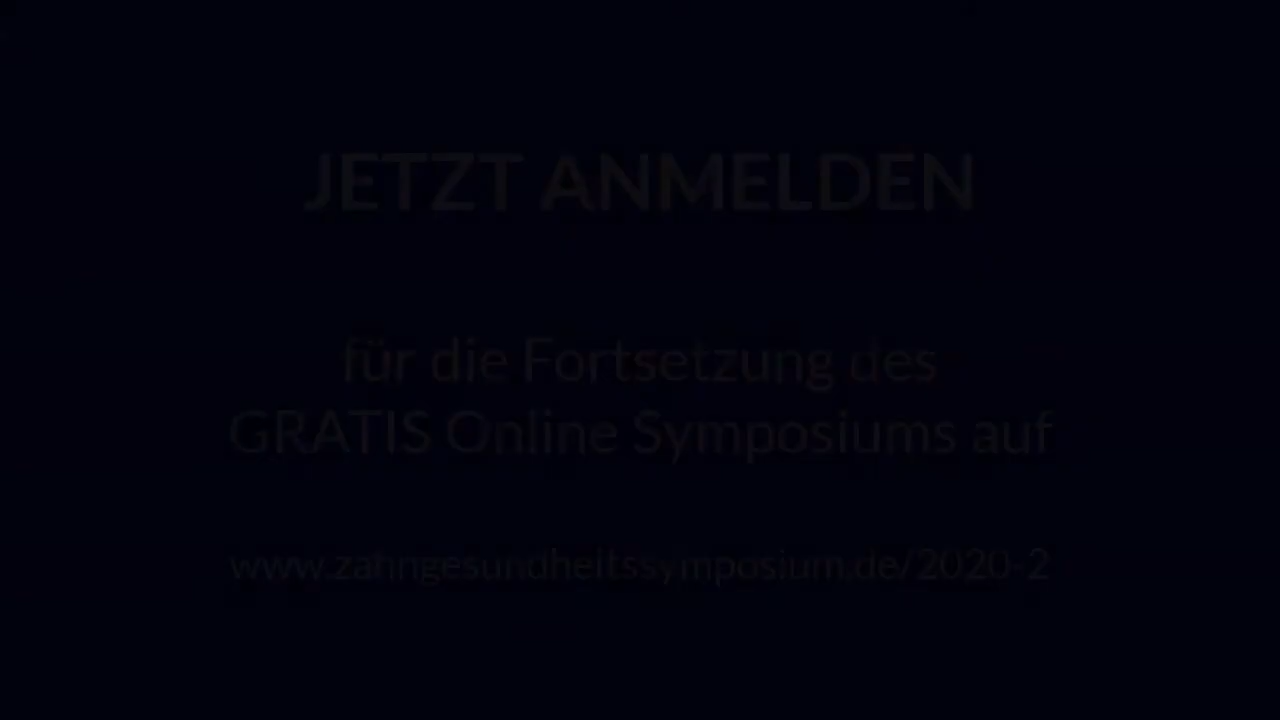 JETZT ANMELDEN
für die Fortsetzung des
GRATIS Online Symposiums auf
www.zahngesundheitssymposium.de/2020-2